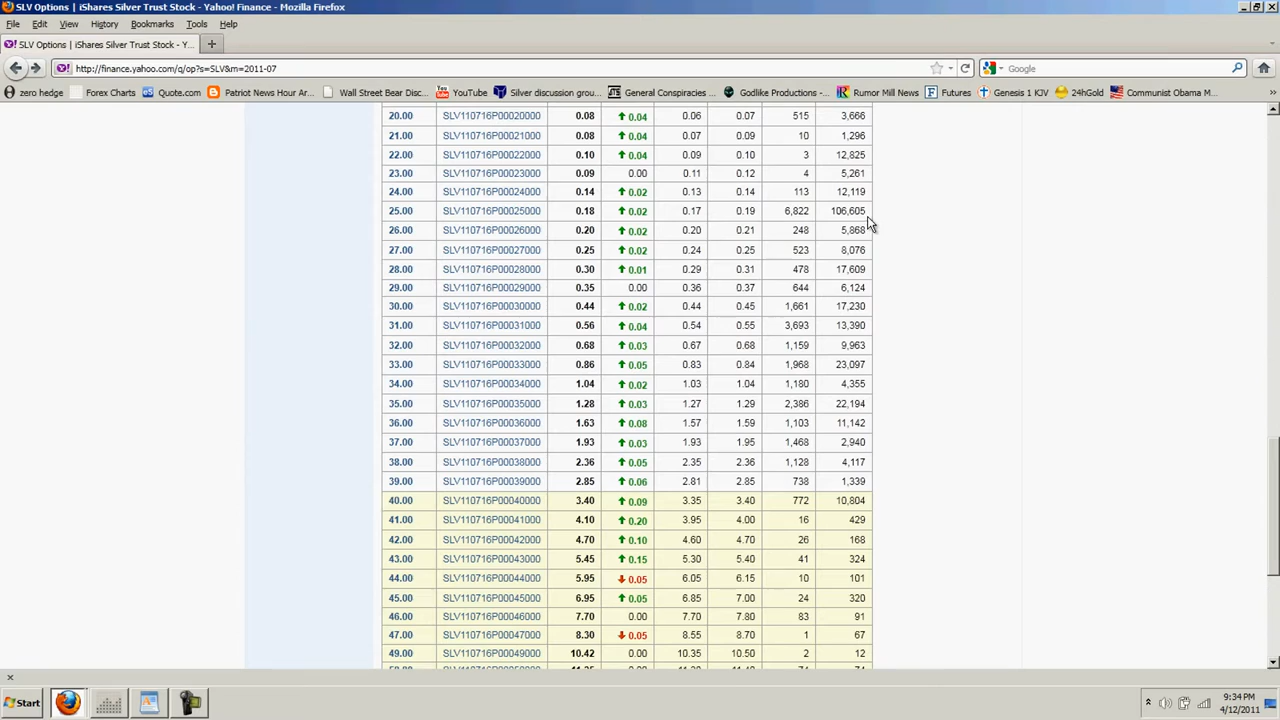 SLV Options | iShares Silver Trust Stock - Yahoo! Finance - Mozilla Firefox
File Edit View History Bookmarks Tools Help
SLV Options | iShares Silver Trust Stock - Y...
http://finance.yahoo.com/q/op?s=SLV&m=2011-07 Google
zero hedge Forex Charts Quote.com Patriot News Hour Ar... Wall Street Bear Disc... YouTube Silver discussion grou... General Conspiracies ... Godlike Productions - ... Rumor Mill News Futures Genesis 1 KJV 24hGold Communist Obama M...
20.00 SLV110716P00020000 0.08 0.04 0.06 0.07 515 3,666
21.00 SLV110716P00021000 0.08 0.04 0.07 0.09 10 1,296
22.00 SLV110716P00022000 0.10 0.04 0.09 0.10 3 12,825
23.00 SLV110716P00023000 0.09 0.00 0.11 0.12 4 5,261
24.00 SLV110716P00024000 0.14 0.02 0.13 0.14 113 12,119
25.00 SLV110716P00025000 0.18 0.02 0.17 0.19 6,822 106,605
26.00 SLV110716P00026000 0.20 0.02 0.20 0.21 248 5,868
27.00 SLV110716P00027000 0.25 0.02 0.24 0.25 523 8,076
28.00 SLV110716P00028000 0.30 0.01 0.29 0.31 478 17,609
29.00 SLV110716P00029000 0.35 0.00 0.36 0.37 644 6,124
30.00 SLV110716P00030000 0.44 0.02 0.44 0.45 1,661 17,230
31.00 SLV110716P00031000 0.56 0.04 0.54 0.55 3,693 13,390
32.00 SLV110716P00032000 0.68 0.03 0.67 0.68 1,159 9,963
33.00 SLV110716P00033000 0.86 0.05 0.83 0.84 1,968 23,097
34.00 SLV110716P00034000 1.04 0.02 1.03 1.04 1,180 4,355
35.00 SLV110716P00035000 1.28 0.03 1.27 1.29 2,386 22,194
36.00 SLV110716P00036000 1.63 0.08 1.57 1.59 1,103 11,142
37.00 SLV110716P00037000 1.93 0.03 1.93 1.95 1,468 2,940
38.00 SLV110716P00038000 2.36 0.05 2.35 2.36 1,128 4,117
39.00 SLV110716P00039000 2.85 0.06 2.81 2.85 738 1,339
40.00 SLV110716P00040000 3.40 0.09 3.35 3.40 772 10,804
41.00 SLV110716P00041000 4.10 0.20 3.95 4.00 16 429
42.00 SLV110716P00042000 4.70 0.10 4.60 4.70 26 168
43.00 SLV110716P00043000 5.45 0.15 5.30 5.40 41 324
44.00 SLV110716P00044000 5.95 0.05 6.05 6.15 10 101
45.00 SLV110716P00045000 6.95 0.05 6.85 7.00 24 320
46.00 SLV110716P00046000 7.70 0.00 7.70 7.80 83 91
47.00 SLV110716P00047000 8.30 0.05 8.55 8.70 1 67
49.00 SLV110716P00049000 10.42 0.00 10.35 10.50 2 12
Start 9:34 PM
4/12/2011